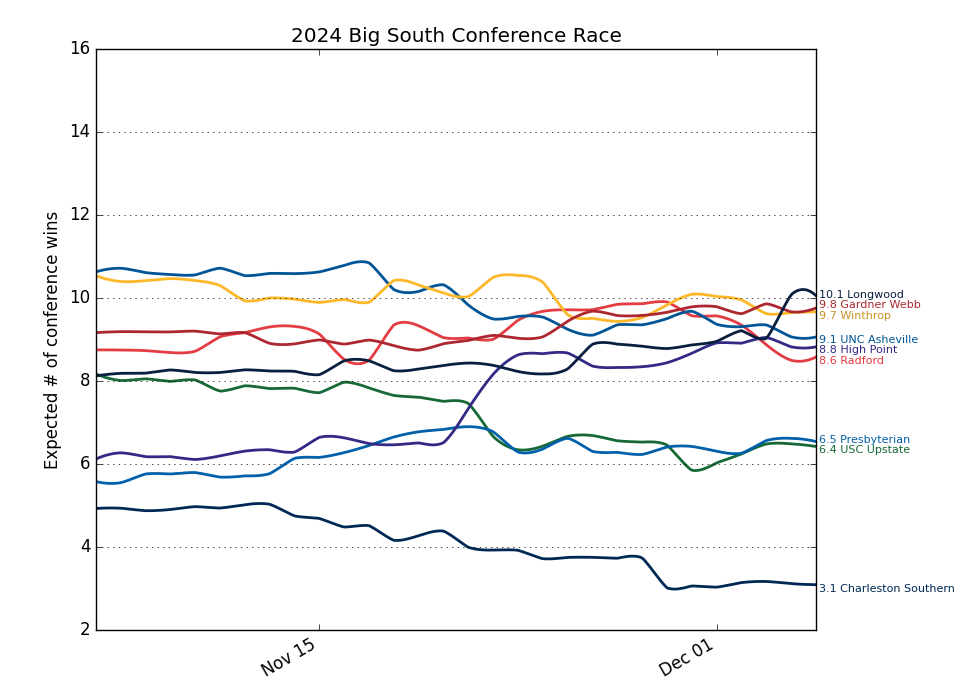 2024 Big South Conference Race
Expected # of conference wins
16
14
12
10
8
6
4
2
Nov 15
Dec 01
10.1 Longwood
9.8 Gardner Webb
9.7 Winthrop
9.1 UNC Asheville
8.8 High Point
8.6 Radford
6.5 Presbyterian
6.4 USC Upstate
3.1 Charleston Southern